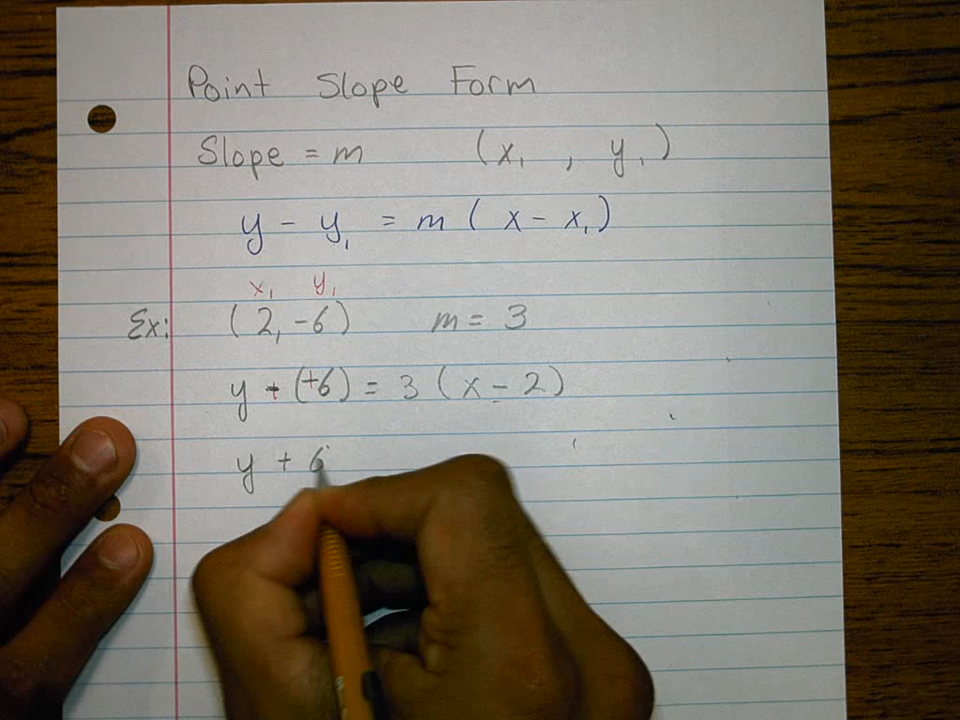 Point Slope Form
Slope = m (x₁ , y₁)
y - y₁ = m ( x - x₁)
x₁ y₁
Ex: ( 2, -6) m = 3
y + (+6) = 3 ( x - 2 )
y + 6